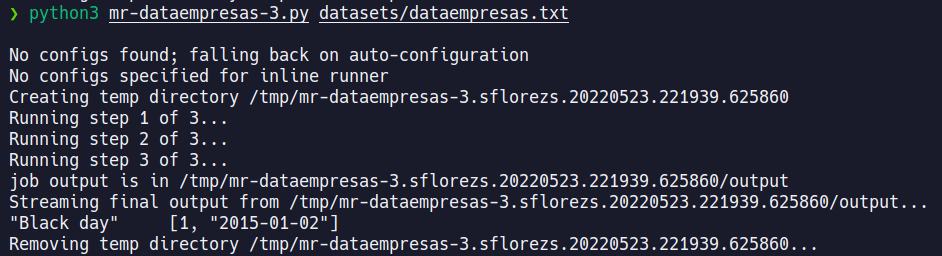 ❯ python3 mr-dataempresas-3.py datasets/dataempresas.txt
No configs found; falling back on auto-configuration
No configs specified for inline runner
Creating temp directory /tmp/mr-dataempresas-3.sflorezs.20220523.221939.625860
Running step 1 of 3...
Running step 2 of 3...
Running step 3 of 3...
job output is in /tmp/mr-dataempresas-3.sflorezs.20220523.221939.625860/output
Streaming final output from /tmp/mr-dataempresas-3.sflorezs.20220523.221939.625860/output...
"Black day"     [1, "2015-01-02"]
Removing temp directory /tmp/mr-dataempresas-3.sflorezs.20220523.221939.625860...